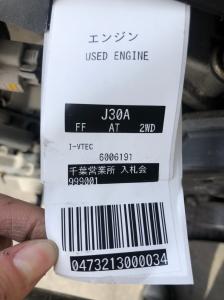 エンジン
USED ENGINE
J30A
FF AT 2WD
I-VTEC
6006191
千葉営業所 入札会
999001
0473213000034